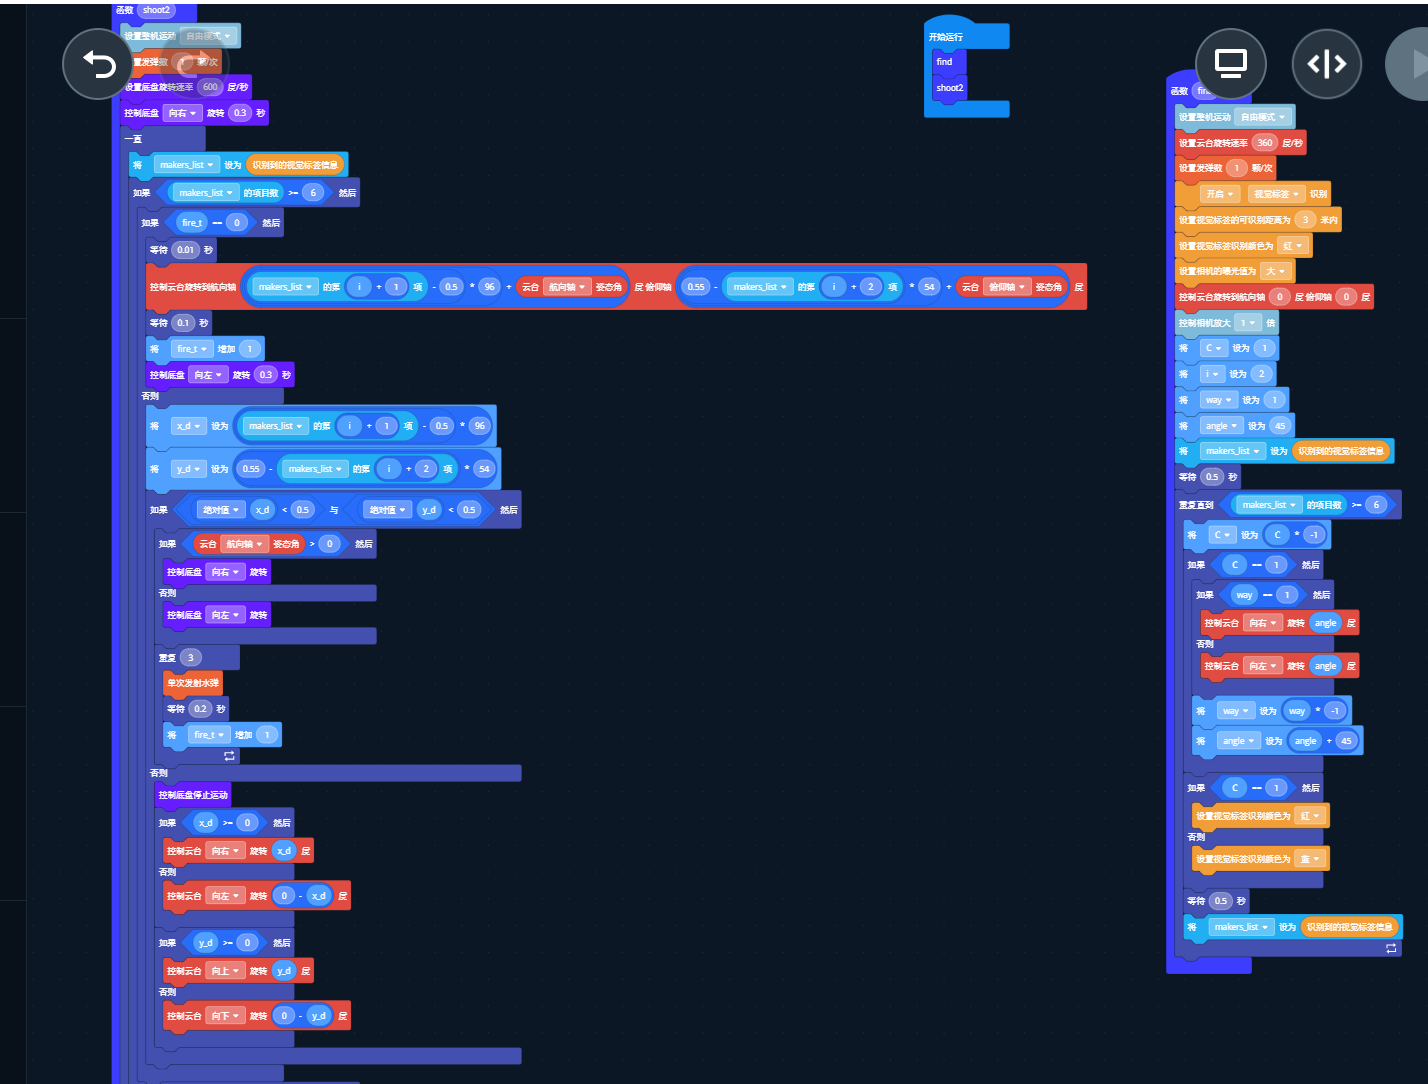 函数 shoot2
设置整机运动 自由模式
置发弹数 颗/次
设置底盘旋转速率 600 度/秒
控制底盘 向右 旋转 0.3 秒
一直
将 makers_list 设为 识别到的视觉标签信息
如果 makers_list 的项目数 >= 6 然后
如果 fire_t == 0 然后
等待 0.01 秒
控制云台旋转到航向轴 makers_list 的第 i + 1 项 - 0.5 * 96 + 云台 航向轴 姿态角 度 俯仰轴 0.55 - makers_list 的第 i + 2 项 * 54 + 云台 俯仰轴 姿态角 度
等待 0.1 秒
将 fire_t 增加 1
控制底盘 向左 旋转 0.3 秒
否则
将 x_d 设为 makers_list 的第 i + 1 项 - 0.5 * 96
将 y_d 设为 0.55 - makers_list 的第 i + 2 项 * 54
如果 绝对值 x_d < 0.5 与 绝对值 y_d < 0.5 然后
如果 云台 航向轴 姿态角 > 0 然后
控制底盘 向右 旋转
否则
控制底盘 向左 旋转
重复 3
单次发射水弹
等待 0.2 秒
将 fire_t 增加 1
否则
控制底盘停止运动
如果 x_d >= 0 然后
控制云台 向右 旋转 x_d 度
否则
控制云台 向左 旋转 0 - x_d 度
如果 y_d >= 0 然后
控制云台 向上 旋转 y_d 度
否则
控制云台 向下 旋转 0 - y_d 度
开始运行
find
shoot2
函数
设置整机运动 自由模式
设置云台旋转速率 360 度/秒
设置发弹数 1 颗/次
开启 视觉标签 识别
设置视觉标签的可识别距离为 3 米内
设置视觉标签识别颜色为 红
设置相机的曝光值为 大
控制云台旋转到航向轴 0 度 俯仰轴 0 度
控制相机放大 1 倍
将 C 设为 1
将 i 设为 2
将 way 设为 1
将 angle 设为 45
将 makers_list 设为 识别到的视觉标签信息
等待 0.5 秒
重复直到 makers_list 的项目数 >= 6
将 C 设为 C * -1
如果 C == 1 然后
如果 way == 1 然后
控制云台 向右 旋转 angle 度
否则
控制云台 向左 旋转 angle 度
将 way 设为 way * -1
将 angle 设为 angle + 45
如果 C == 1 然后
设置视觉标签识别颜色为 红
否则
设置视觉标签识别颜色为 蓝
等待 0.5 秒
将 makers_list 设为 识别到的视觉标签信息